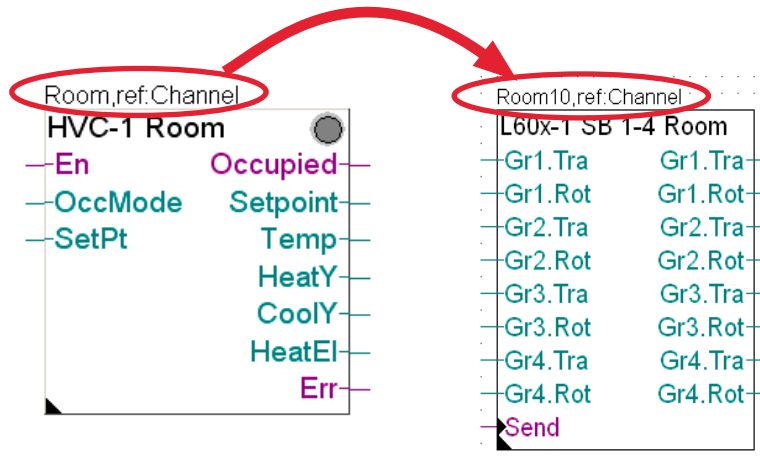 Room,ref:Channel
HVC-1 Room
En Occupied
OccMode Setpoint
SetPt Temp
HeatY
CoolY
HeatEl
Err
Room10,ref:Channel
L60x-1 SB 1-4 Room
Gr1.Tra Gr1.Tra
Gr1.Rot Gr1.Rot
Gr2.Tra Gr2.Tra
Gr2.Rot Gr2.Rot
Gr3.Tra Gr3.Tra
Gr3.Rot Gr3.Rot
Gr4.Tra Gr4.Tra
Gr4.Rot Gr4.Rot
Send